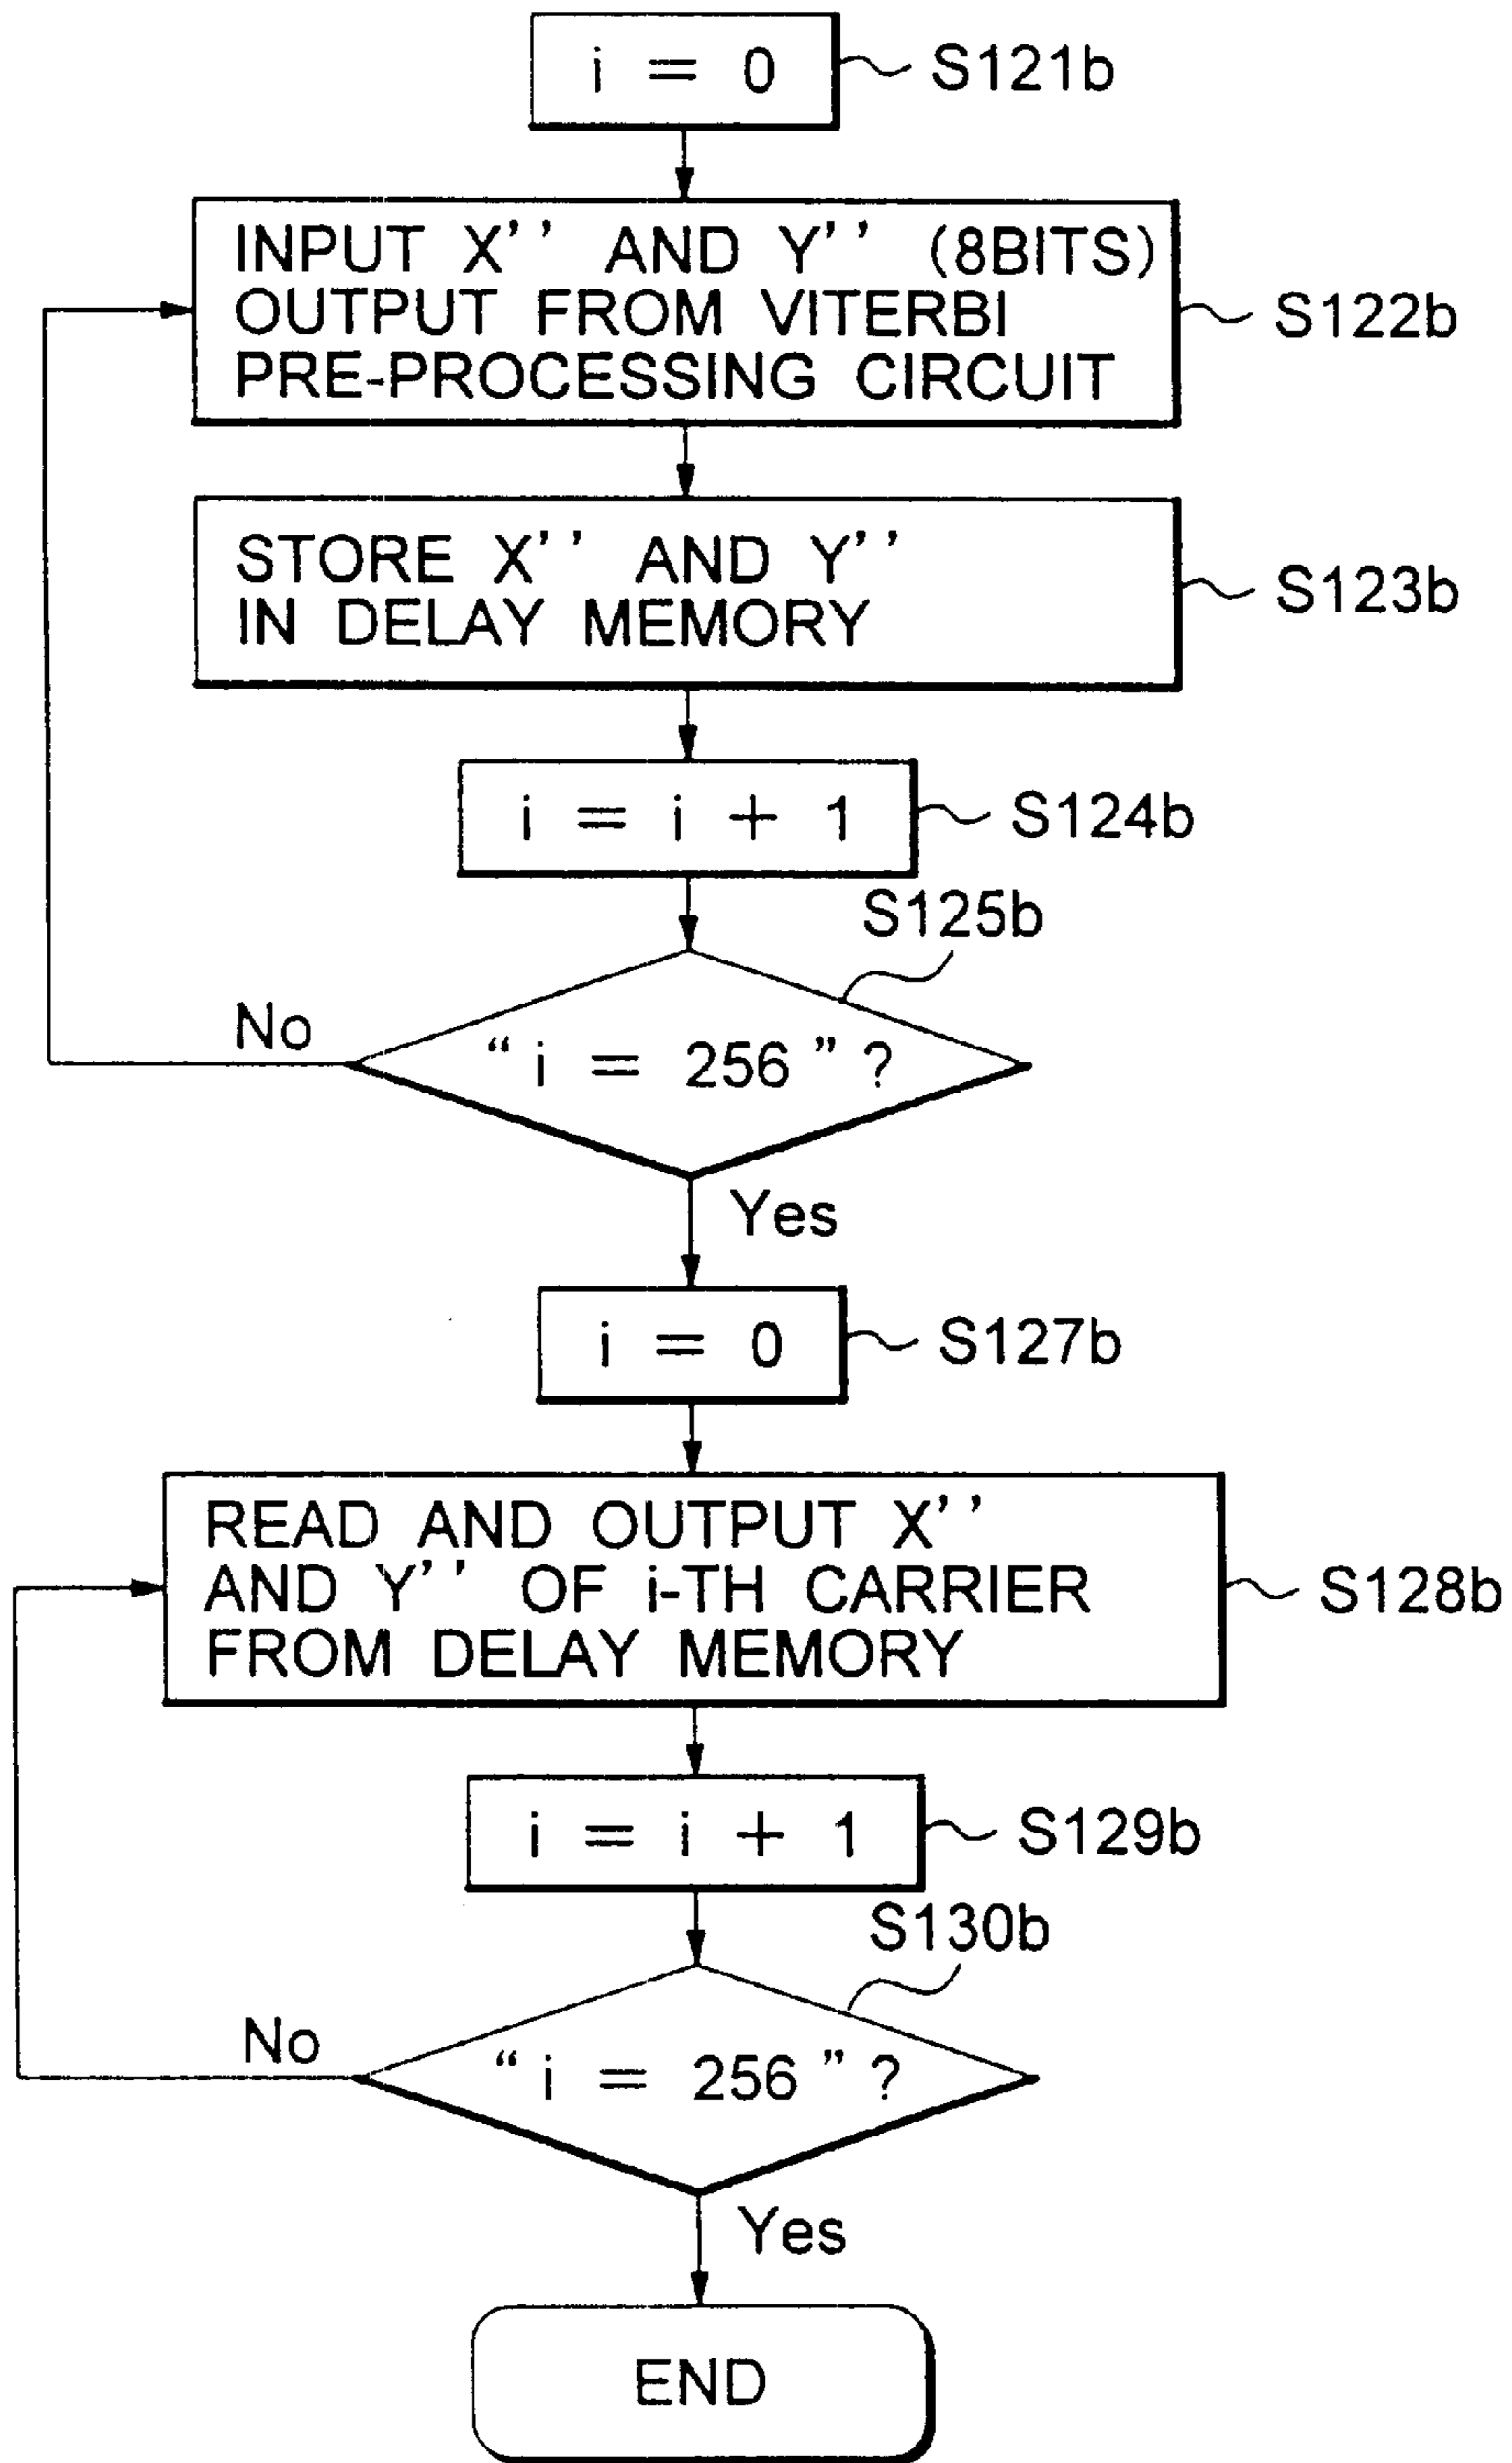 i = 0
S121b
INPUT X'' AND Y'' (8BITS)
OUTPUT FROM VITERBI
PRE-PROCESSING CIRCUIT
S122b
STORE X'' AND Y''
IN DELAY MEMORY
S123b
i = i + 1
S124b
S125b
No
“ i = 256 ” ?
Yes
i = 0
S127b
READ AND OUTPUT X''
AND Y'' OF i-TH CARRIER
FROM DELAY MEMORY
S128b
i = i + 1
S129b
S130b
No
“ i = 256 ” ?
Yes
END